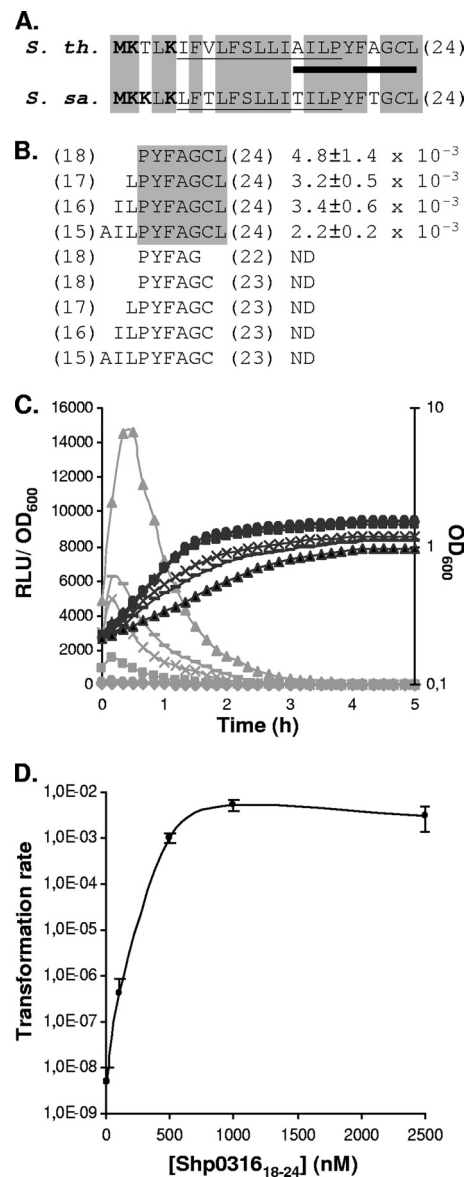 A.
S. th. MKTLKIFVLFSLLIAILPYFAGCL(24)
S. sa. MKKLKLFTLFSLLITILPYFTGCL(24)
B.
(18) PYFAGCL(24) 4.8±1.4 x 10-3
(17) LPYFAGCL(24) 3.2±0.5 x 10-3
(16) ILPYFAGCL(24) 3.4±0.6 x 10-3
(15)AILPYFAGCL(24) 2.2±0.2 x 10-3
(18) PYFAG (22) ND
(18) PYFAGC (23) ND
(17) LPYFAGC (23) ND
(16) ILPYFAGC (23) ND
(15)AILPYFAGC (23) ND
C.
16000
14000
12000
10000
8000
6000
4000
2000
0
RLU/ OD600
10
1
0,1
OD600
0 1 2 3 4 5
Time (h)
D.
1,0E-02
1,0E-03
1,0E-04
1,0E-05
1,0E-06
1,0E-07
1,0E-08
1,0E-09
Transformation rate
0 500 1000 1500 2000 2500
[Shp031618-24] (nM)